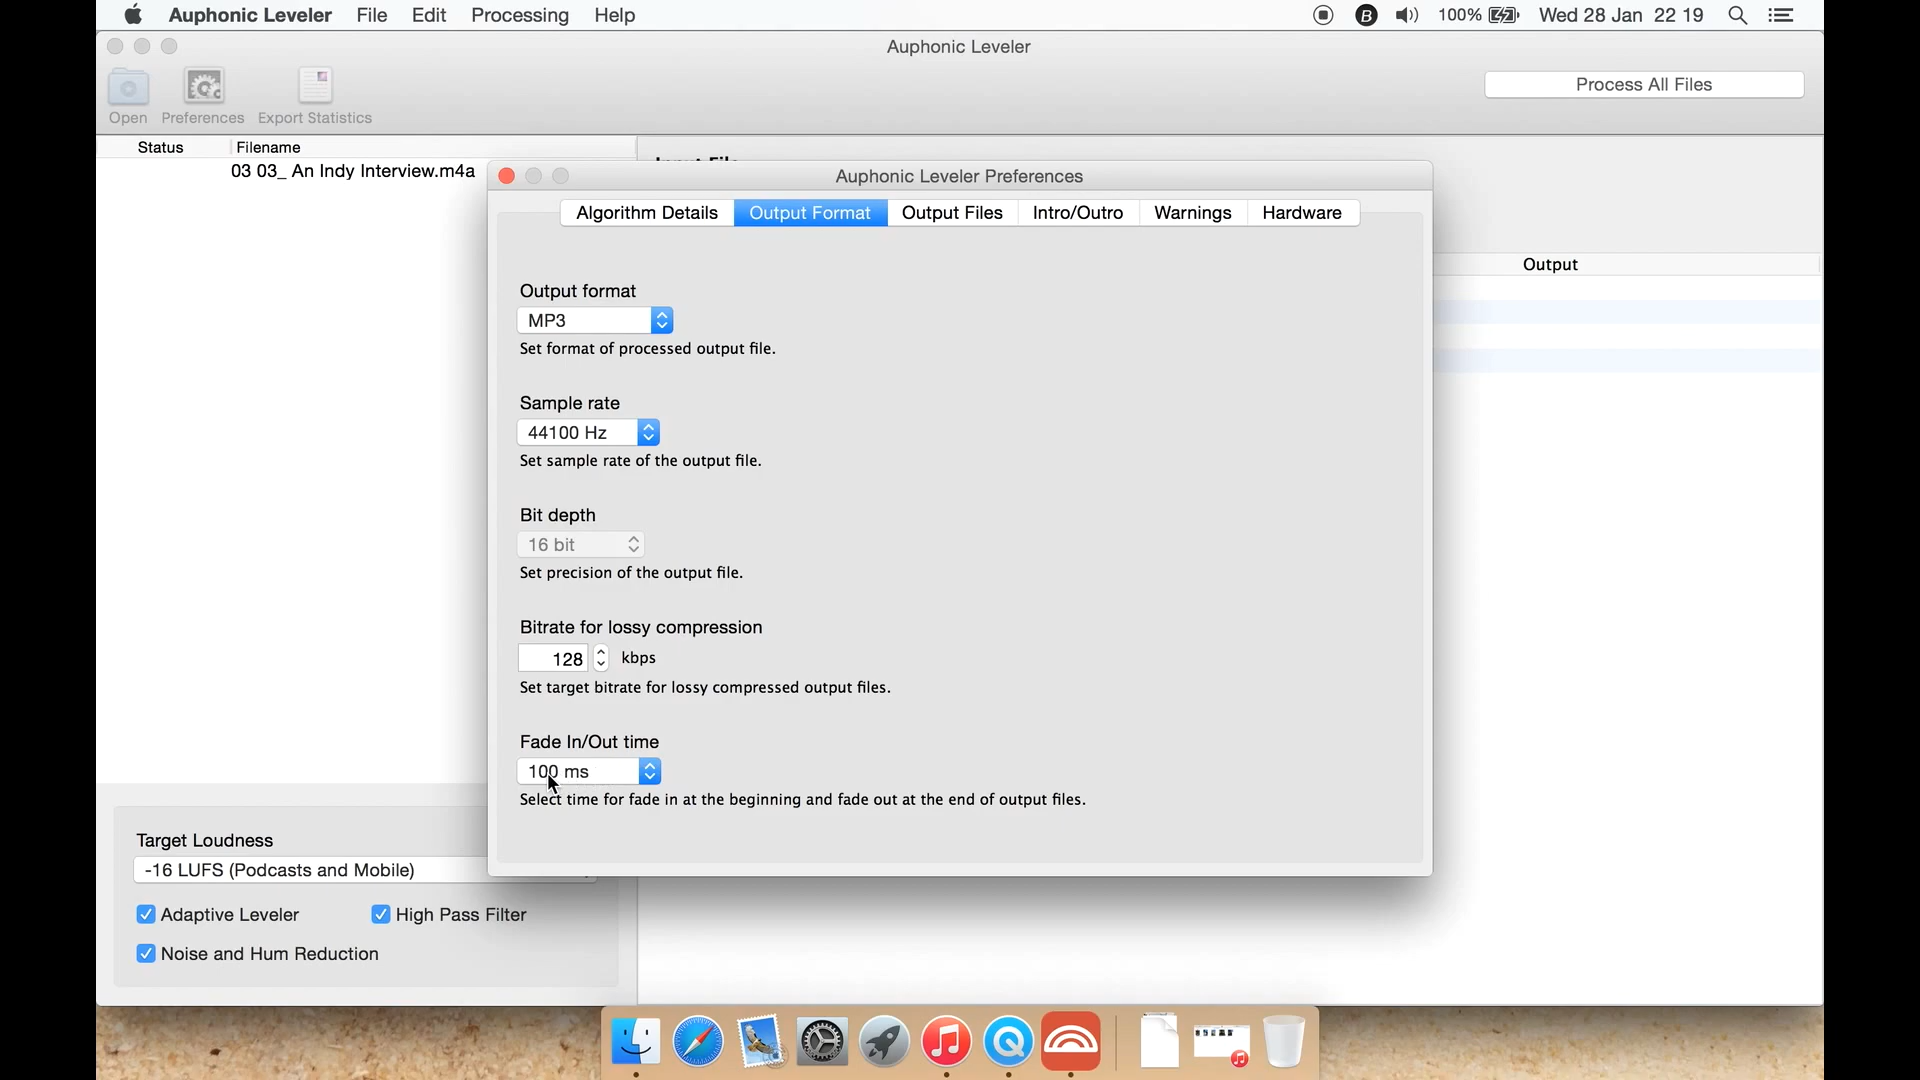 Auphonic Leveler File Edit Processing Help 100% Wed 28 Jan 22 19
Auphonic Leveler
Process All Files
Open Preferences Export Statistics
Status Filename
03 03_ An Indy Interview.m4a
Auphonic Leveler Preferences
Algorithm Details Output Format Output Files Intro/Outro Warnings Hardware
Output
Output format
MP3
Set format of processed output file.
Sample rate
44100 Hz
Set sample rate of the output file.
Bit depth
16 bit
Set precision of the output file.
Bitrate for lossy compression
128 kbps
Set target bitrate for lossy compressed output files.
Fade In/Out time
100 ms
Select time for fade in at the beginning and fade out at the end of output files.
Target Loudness
-16 LUFS (Podcasts and Mobile)
Adaptive Leveler High Pass Filter
Noise and Hum Reduction